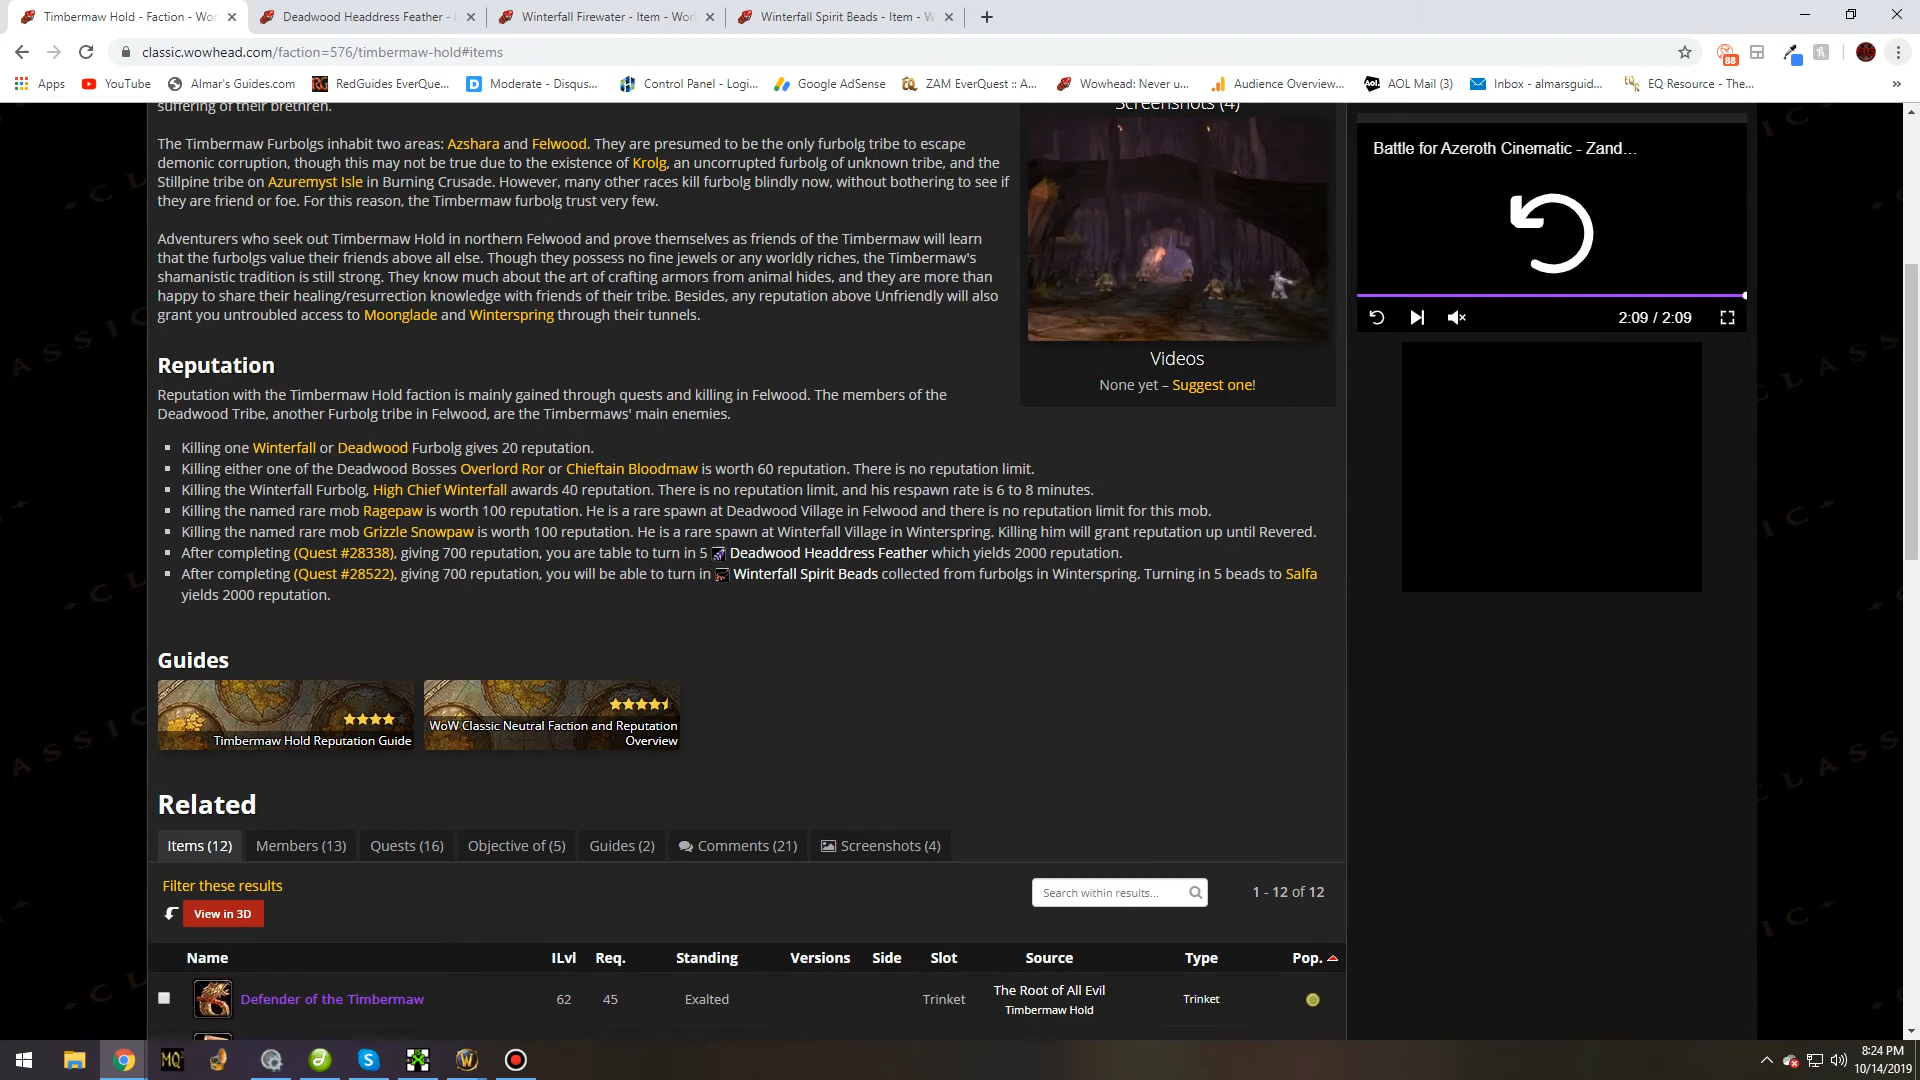 Timbermaw Hold - Faction - Wor
Deadwood Headdress Feather -
Winterfall Firewater - Item - Worl
Winterfall Spirit Beads - Item - W
classic.wowhead.com/faction=576/timbermaw-hold#items
88
Apps
YouTube
Almar's Guides.com
RedGuides EverQue...
Moderate - Disqus...
Control Panel - Logi...
Google AdSense
ZAM EverQuest :: A...
Wowhead: Never u...
Audience Overview...
AOL Mail (3)
Inbox - almarsguid...
EQ Resource - The...
»
suffering of their brethren.
The Timbermaw Furbolgs inhabit two areas: Azshara and Felwood. They are presumed to be the only furbolg tribe to escape
demonic corruption, though this may not be true due to the existence of Krolg, an uncorrupted furbolg of unknown tribe, and the
Stillpine tribe on Azuremyst Isle in Burning Crusade. However, many other races kill furbolg blindly now, without bothering to see if
they are friend or foe. For this reason, the Timbermaw furbolg trust very few.
Adventurers who seek out Timbermaw Hold in northern Felwood and prove themselves as friends of the Timbermaw will learn
that the furbolgs value their friends above all else. Though they possess no fine jewels or any worldly riches, the Timbermaw's
shamanistic tradition is still strong. They know much about the art of crafting armors from animal hides, and they are more than
happy to share their healing/resurrection knowledge with friends of their tribe. Besides, any reputation above Unfriendly will also
grant you untroubled access to Moonglade and Winterspring through their tunnels.
Screenshots (4)
Videos
None yet – Suggest one!
Battle for Azeroth Cinematic - Zand...
2:09 / 2:09
Reputation
Reputation with the Timbermaw Hold faction is mainly gained through quests and killing in Felwood. The members of the
Deadwood Tribe, another Furbolg tribe in Felwood, are the Timbermaws' main enemies.
Killing one Winterfall or Deadwood Furbolg gives 20 reputation.
Killing either one of the Deadwood Bosses Overlord Ror or Chieftain Bloodmaw is worth 60 reputation. There is no reputation limit.
Killing the Winterfall Furbolg, High Chief Winterfall awards 40 reputation. There is no reputation limit, and his respawn rate is 6 to 8 minutes.
Killing the named rare mob Ragepaw is worth 100 reputation. He is a rare spawn at Deadwood Village in Felwood and there is no reputation limit for this mob.
Killing the named rare mob Grizzle Snowpaw is worth 100 reputation. He is a rare spawn at Winterfall Village in Winterspring. Killing him will grant reputation up until Revered.
After completing (Quest #28338), giving 700 reputation, you are table to turn in 5 Deadwood Headdress Feather which yields 2000 reputation.
After completing (Quest #28522), giving 700 reputation, you will be able to turn in Winterfall Spirit Beads collected from furbolgs in Winterspring. Turning in 5 beads to Salfa
yields 2000 reputation.
Guides
Timbermaw Hold Reputation Guide
WoW Classic Neutral Faction and Reputation
Overview
Related
Items (12)
Members (13)
Quests (16)
Objective of (5)
Guides (2)
Comments (21)
Screenshots (4)
Filter these results
View in 3D
Search within results...
1 - 12 of 12
Name
ILvl
Req.
Standing
Versions
Side
Slot
Source
Type
Pop.
Defender of the Timbermaw
62
45
Exalted
Trinket
The Root of All Evil
Timbermaw Hold
Trinket
CLASSIC
CLASSIC
MQ2
8:24 PM
10/14/2019